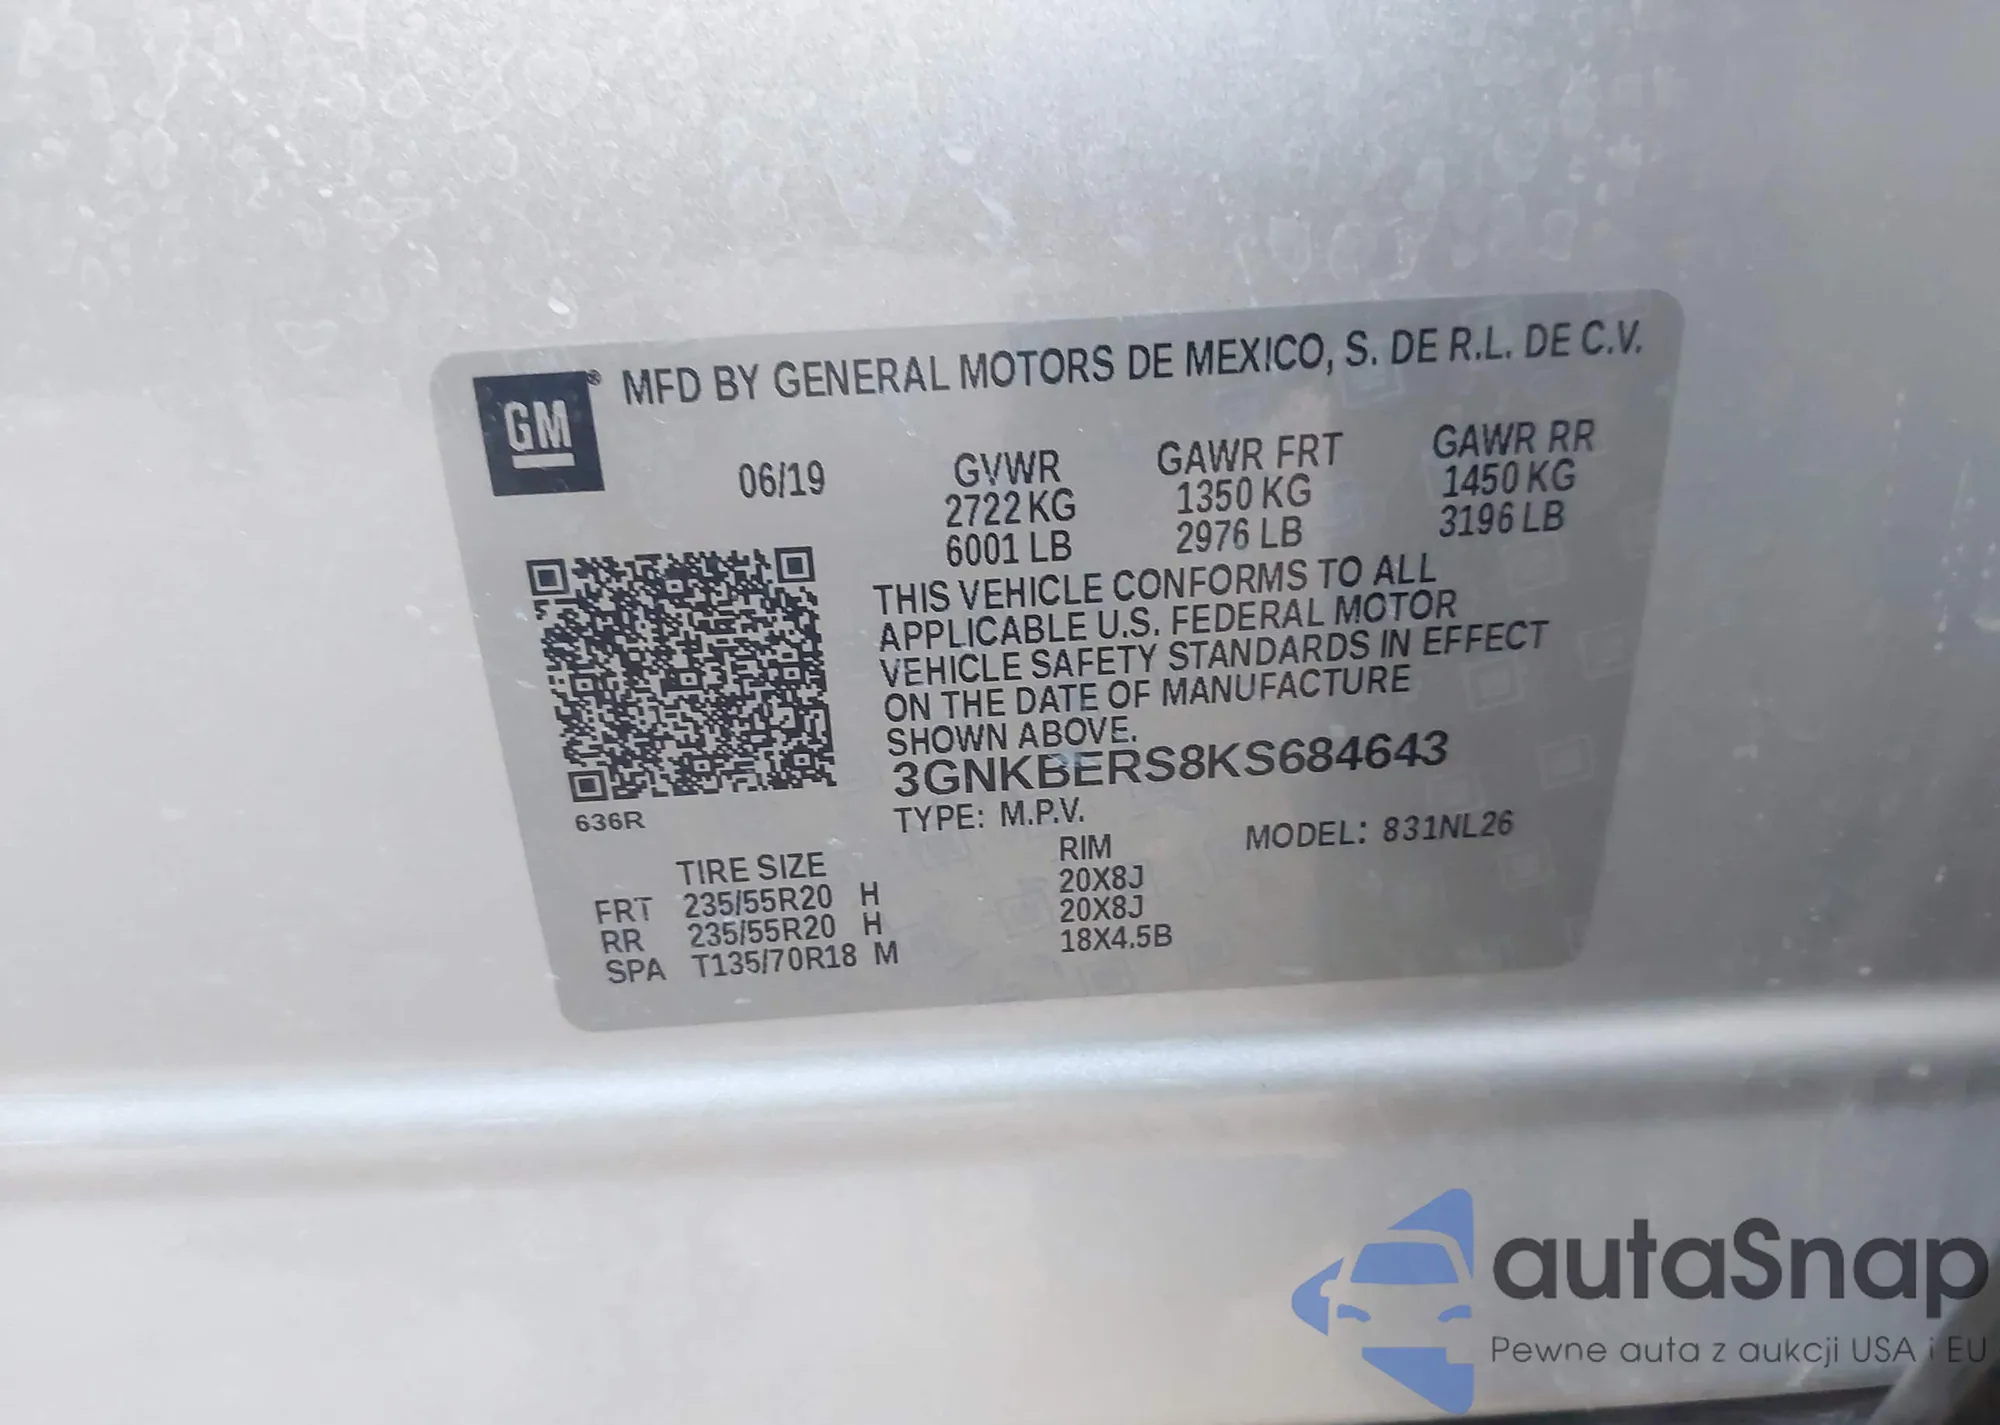 GM® MFD BY GENERAL MOTORS DE MEXICO, S. DE R.L. DE C.V.
06/19 GVWR GAWR FRT GAWR RR
2722 KG 1350 KG 1450 KG
6001 LB 2976 LB 3196 LB
THIS VEHICLE CONFORMS TO ALL
APPLICABLE U.S. FEDERAL MOTOR
VEHICLE SAFETY STANDARDS IN EFFECT
ON THE DATE OF MANUFACTURE
SHOWN ABOVE.
3GNKBERS8KS684643
636R TYPE: M.P.V. MODEL: 831NL26
TIRE SIZE RIM
FRT 235/55R20 H 20X8J
RR 235/55R20 H 20X8J
SPA T135/70R18 M 18X4.5B
autaSnap
Pewne auta z aukcji USA i EU